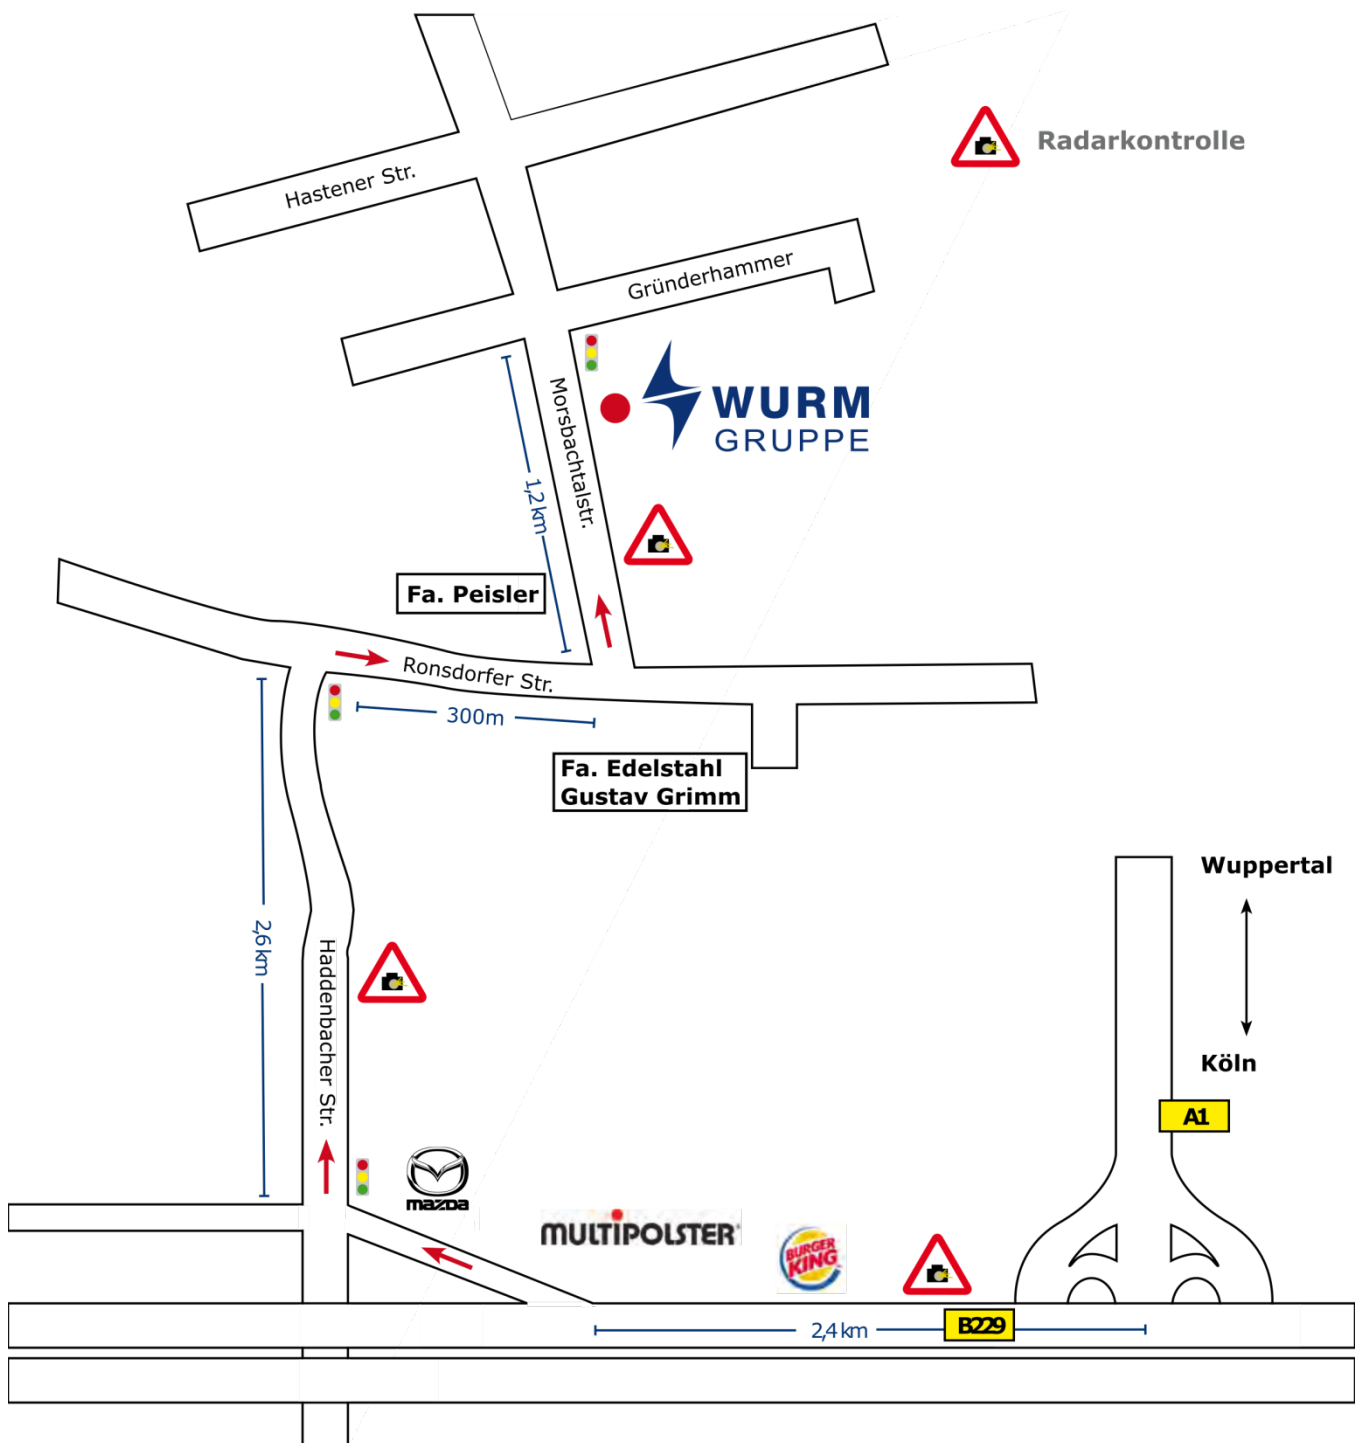 Radarkontrolle
Hastener Str.
Gründerhammer
WURM
GRUPPE
Morsbachtalstr.
1,2 km
Fa. Peisler
Ronsdorfer Str.
300m
Fa. Edelstahl
Gustav Grimm
2,6 km
Haddenbacher Str.
Wuppertal
Köln
A1
mazda
MULTIPOLSTER
BURGER
KING
B229
2,4 km